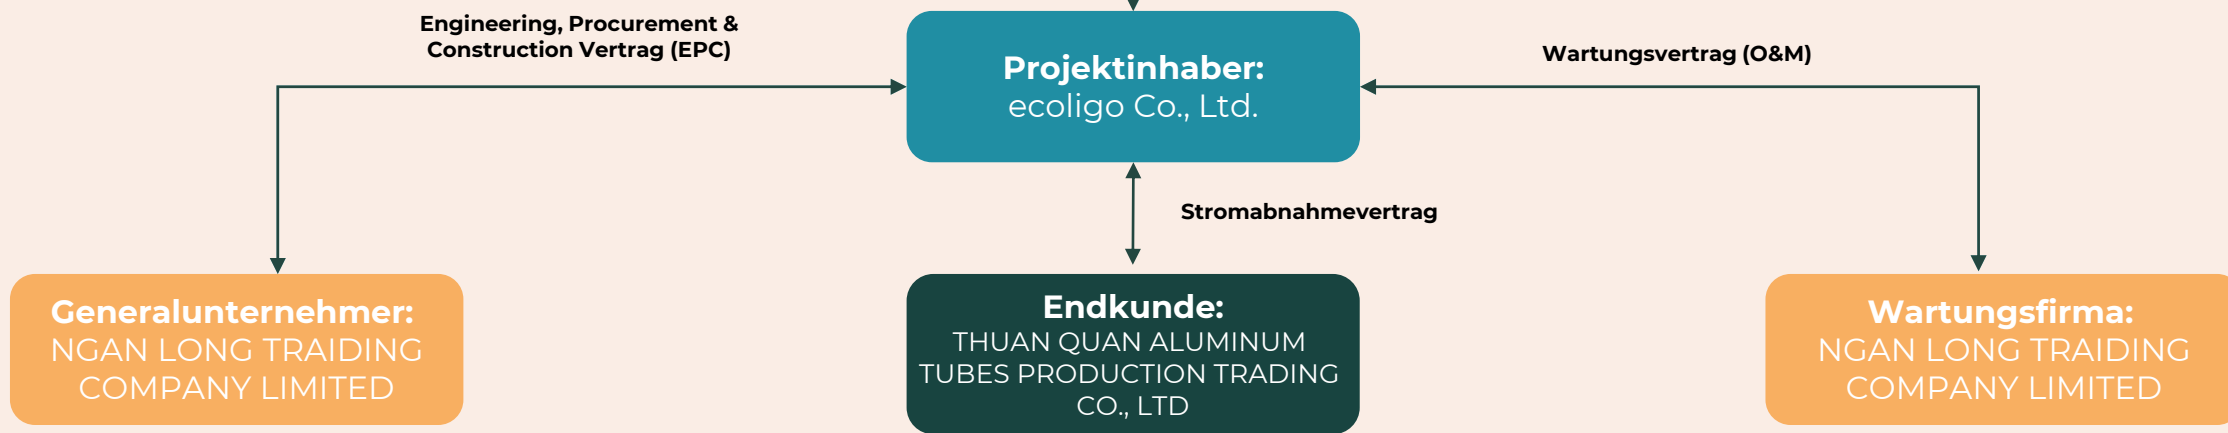 Engineering, Procurement &
Construction Vertrag (EPC)
Projektinhaber:
ecoligo Co., Ltd.
Wartungsvertrag (O&M)
Stromabnahmevertrag
Generalunternehmer:
NGAN LONG TRAIDING
COMPANY LIMITED
Endkunde:
THUAN QUAN ALUMINUM
TUBES PRODUCTION TRADING
CO., LTD
Wartungsfirma:
NGAN LONG TRAIDING
COMPANY LIMITED